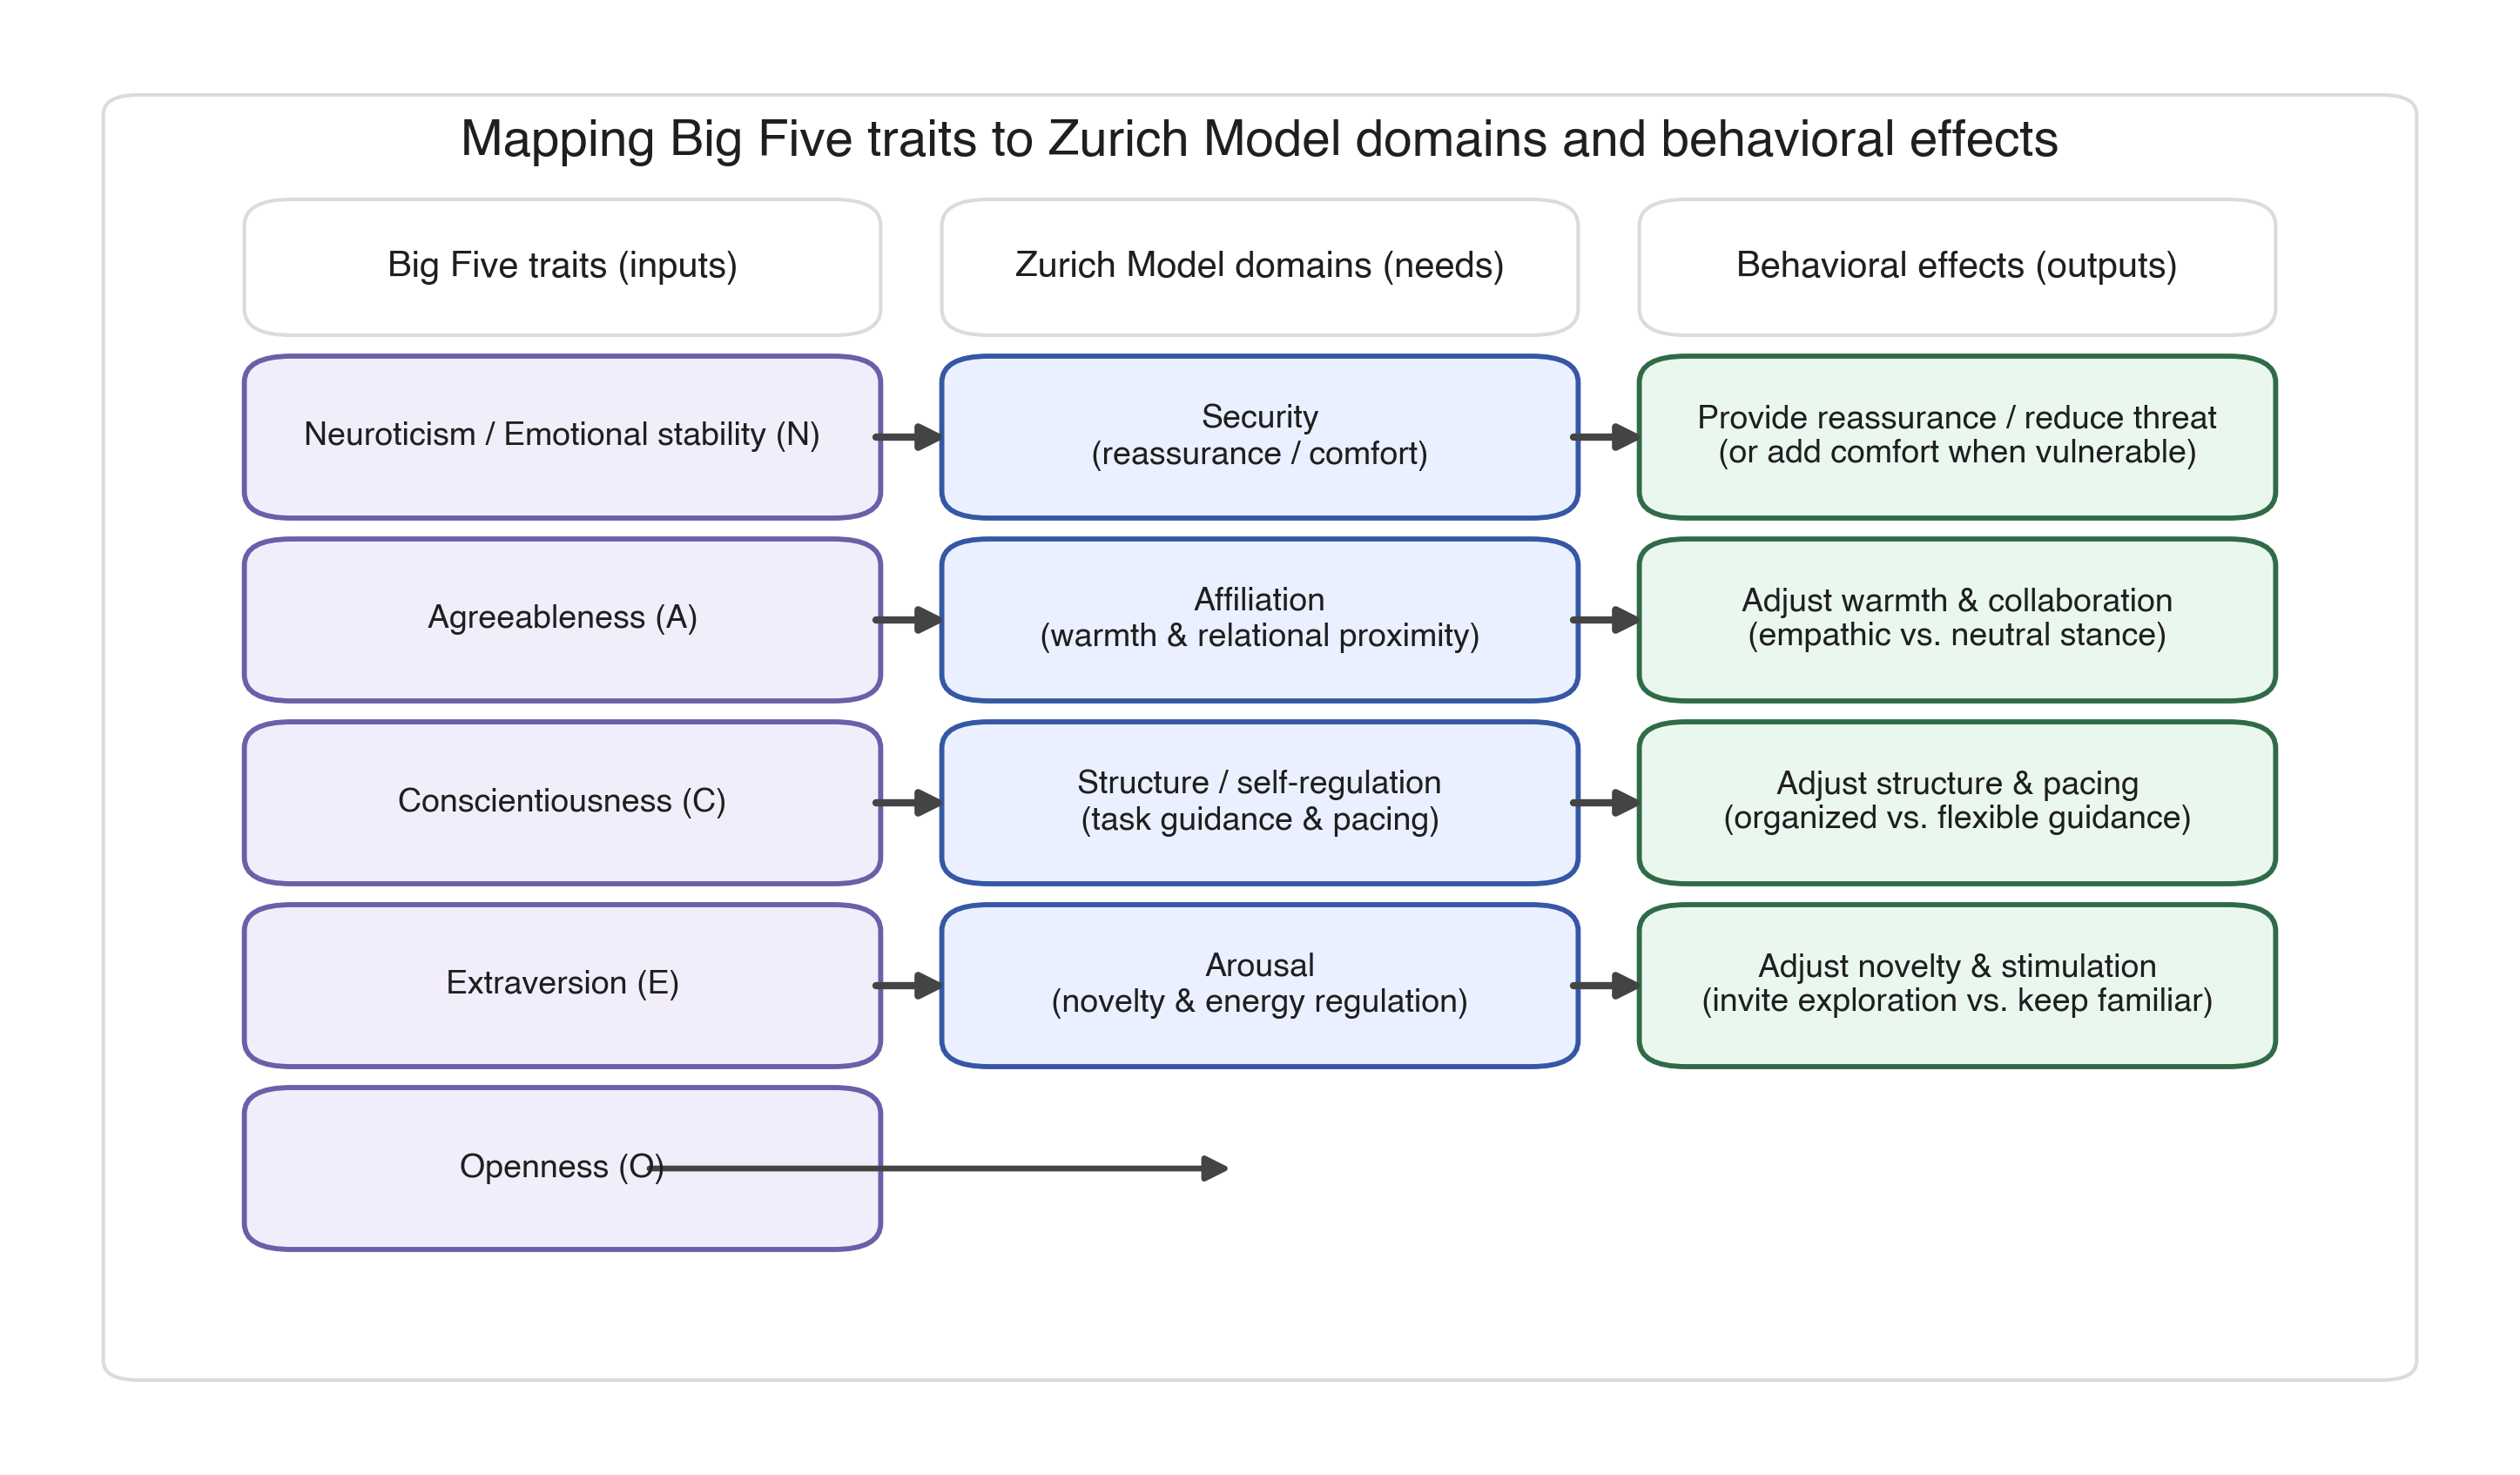 Mapping Big Five traits to Zurich Model domains and behavioral effects
Big Five traits (inputs)
Zurich Model domains (needs)
Behavioral effects (outputs)
Neuroticism / Emotional stability (N)
Security
(reassurance / comfort)
Provide reassurance / reduce threat
(or add comfort when vulnerable)
Agreeableness (A)
Affiliation
(warmth & relational proximity)
Adjust warmth & collaboration
(empathic vs. neutral stance)
Conscientiousness (C)
Structure / self-regulation
(task guidance & pacing)
Adjust structure & pacing
(organized vs. flexible guidance)
Extraversion (E)
Arousal
(novelty & energy regulation)
Adjust novelty & stimulation
(invite exploration vs. keep familiar)
Openness (O)